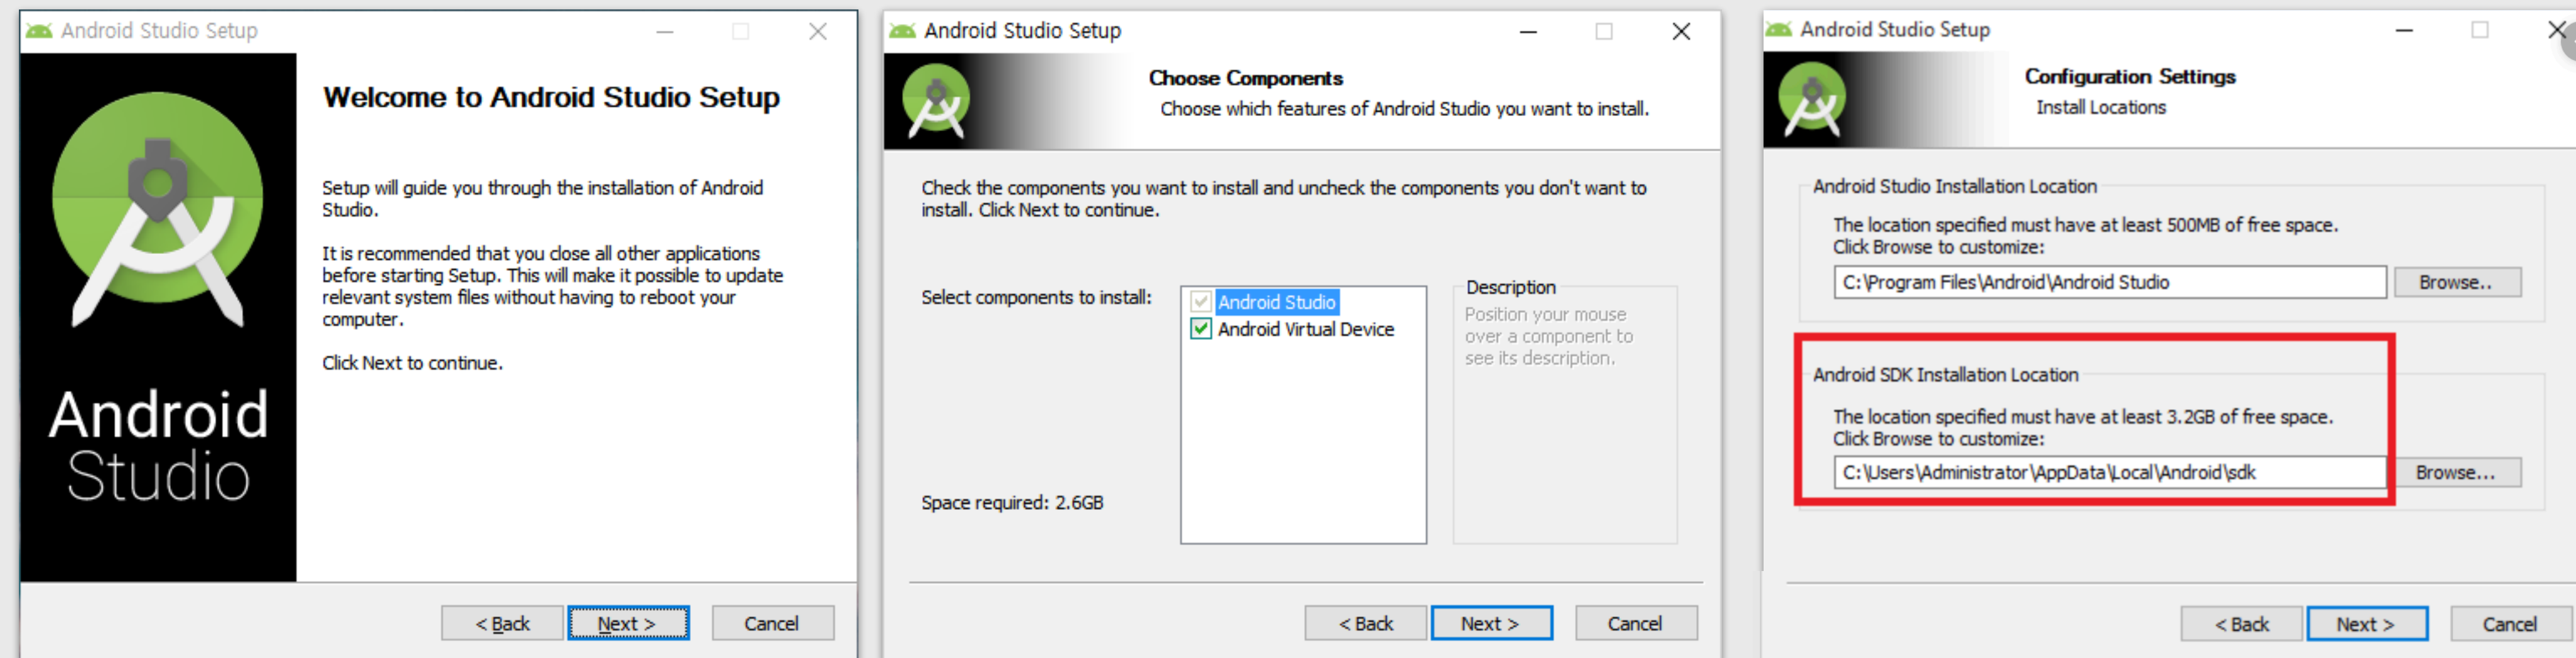 Android Studio Setup
Welcome to Android Studio Setup
Setup will guide you through the installation of Android
Studio.
It is recommended that you close all other applications
before starting Setup. This will make it possible to update
relevant system files without having to reboot your
computer.
Click Next to continue.
Android
Studio
< Back
Next >
Cancel
Android Studio Setup
Choose Components
Choose which features of Android Studio you want to install.
Check the components you want to install and uncheck the components you don't want to
install. Click Next to continue.
Select components to install:
Android Studio
Android Virtual Device
Description
Position your mouse
over a component to
see its description.
Space required: 2.6GB
< Back
Next >
Cancel
Android Studio Setup
Configuration Settings
Install Locations
Android Studio Installation Location
The location specified must have at least 500MB of free space.
Click Browse to customize:
C:\Program Files\Android\Android Studio
Browse..
Android SDK Installation Location
The location specified must have at least 3.2GB of free space.
Click Browse to customize:
C:\Users\Administrator\AppData\Local\Android\sdk
Browse...
< Back
Next >
Cancel